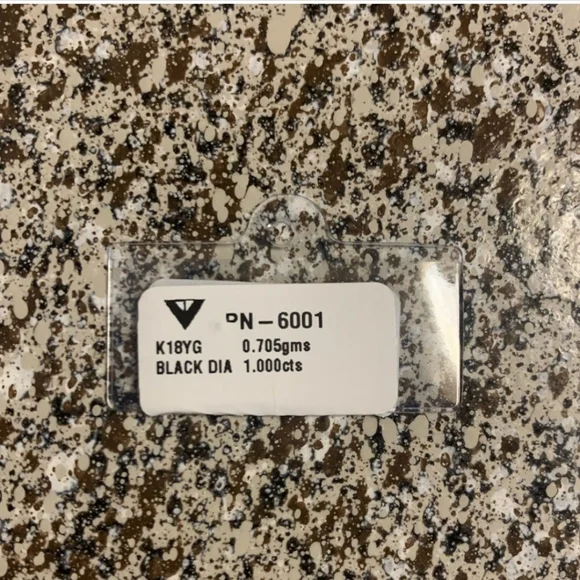 PN-6001
K18YG 0.705gms
BLACK DIA 1.000cts